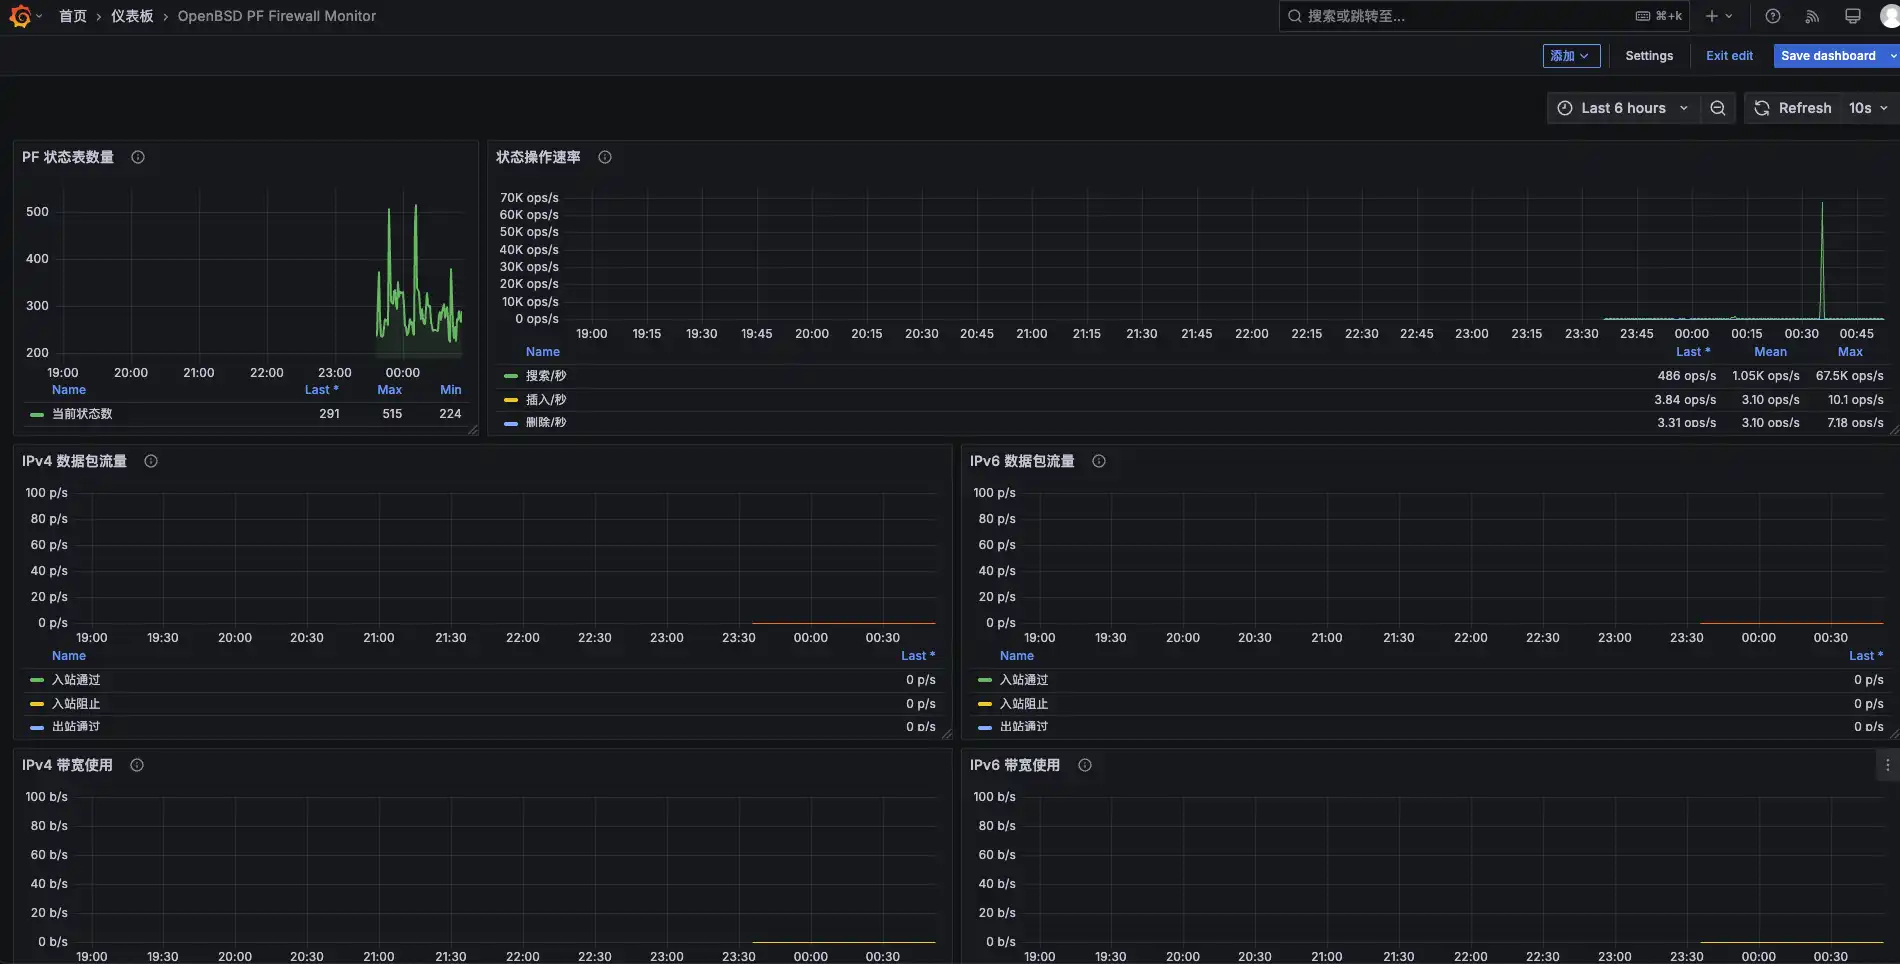 首页 › 仪表板 › OpenBSD PF Firewall Monitor 搜索或跳转至... ⌘+k
添加 Settings Exit edit Save dashboard
Last 6 hours Refresh 10s
PF 状态表数量
500
400
300
200
19:00 20:00 21:00 22:00 23:00 00:00
Name Last * Max Min
当前状态数 291 515 224
状态操作速率
70K ops/s
60K ops/s
50K ops/s
40K ops/s
30K ops/s
20K ops/s
10K ops/s
0 ops/s
19:00 19:15 19:30 19:45 20:00 20:15 20:30 20:45 21:00 21:15 21:30 21:45 22:00 22:15 22:30 22:45 23:00 23:15 23:30 23:45 00:00 00:15 00:30 00:45
Name Last * Mean Max
搜索/秒 486 ops/s 1.05K ops/s 67.5K ops/s
插入/秒 3.84 ops/s 3.10 ops/s 10.1 ops/s
删除/秒 3.31 ops/s 3.10 ops/s 7.18 ops/s
IPv4 数据包流量
100 p/s
80 p/s
60 p/s
40 p/s
20 p/s
0 p/s
19:00 19:30 20:00 20:30 21:00 21:30 22:00 22:30 23:00 23:30 00:00 00:30
Name Last *
入站通过 0 p/s
入站阻止 0 p/s
出站通过 0 p/s
IPv6 数据包流量
100 p/s
80 p/s
60 p/s
40 p/s
20 p/s
0 p/s
19:00 19:30 20:00 20:30 21:00 21:30 22:00 22:30 23:00 23:30 00:00 00:30
Name Last *
入站通过 0 p/s
入站阻止 0 p/s
出站通过 0 p/s
IPv4 带宽使用
100 b/s
80 b/s
60 b/s
40 b/s
20 b/s
0 b/s
19:00 19:30 20:00 20:30 21:00 21:30 22:00 22:30 23:00 23:30 00:00 00:30
IPv6 带宽使用
100 b/s
80 b/s
60 b/s
40 b/s
20 b/s
0 b/s
19:00 19:30 20:00 20:30 21:00 21:30 22:00 22:30 23:00 23:30 00:00 00:30